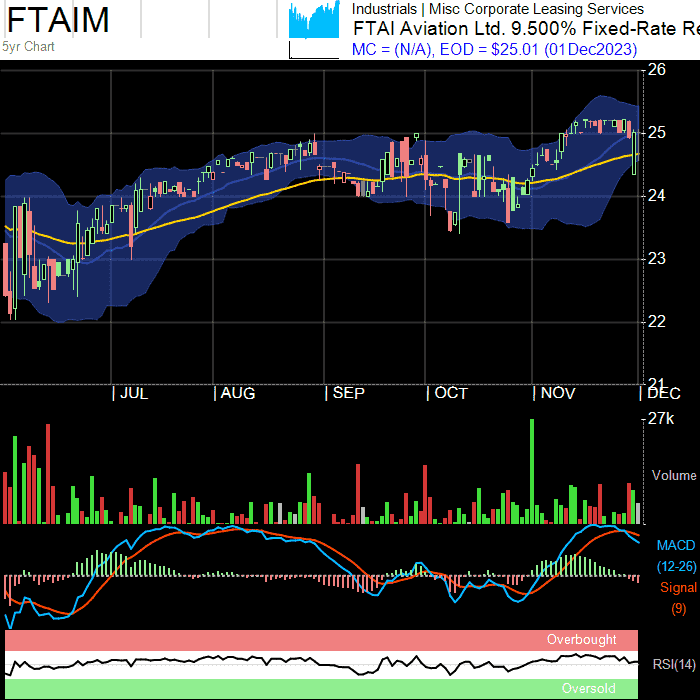 FTAIM
5yr Chart
Industrials | Misc Corporate Leasing Services
FTAI Aviation Ltd. 9.500% Fixed-Rate Re
MC = (N/A), EOD = $25.01 (01Dec2023)
26
25
24
23
22
21
JUL
AUG
SEP
OCT
NOV
DEC
27k
Volume
MACD
(12-26)
Signal
(9)
Overbought
RSI(14)
Oversold